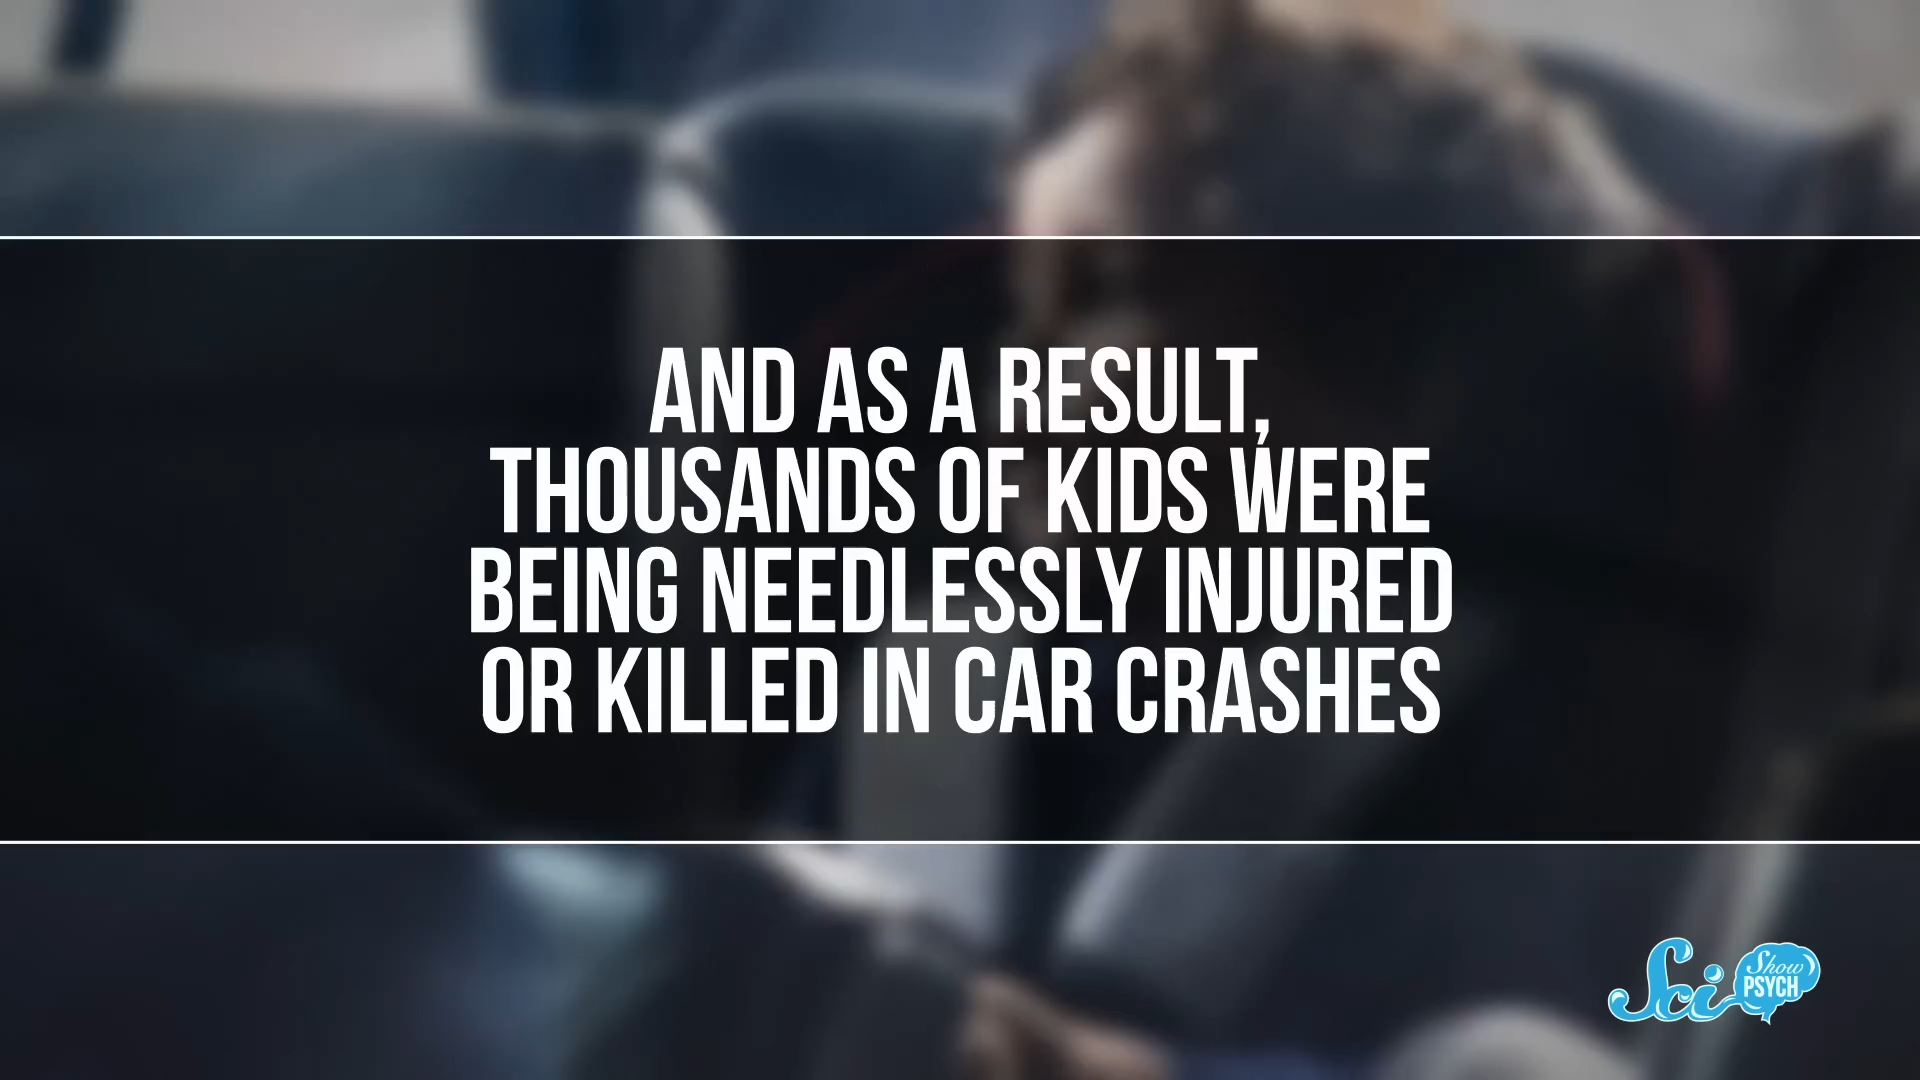 AND AS A RESULT,
THOUSANDS OF KIDS WERE
BEING NEEDLESSLY INJURED
OR KILLED IN CAR CRASHES
Sci Show
PSYCH